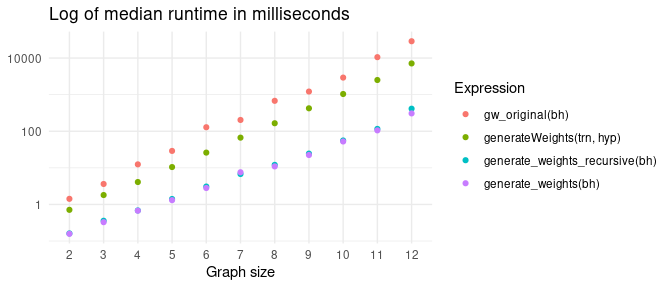 Log of median runtime in milliseconds
10000
100
1
2 3 4 5 6 7 8 9 10 11 12
Graph size
Expression
gw_original(bh)
generateWeights(trn, hyp)
generate_weights_recursive(bh)
generate_weights(bh)